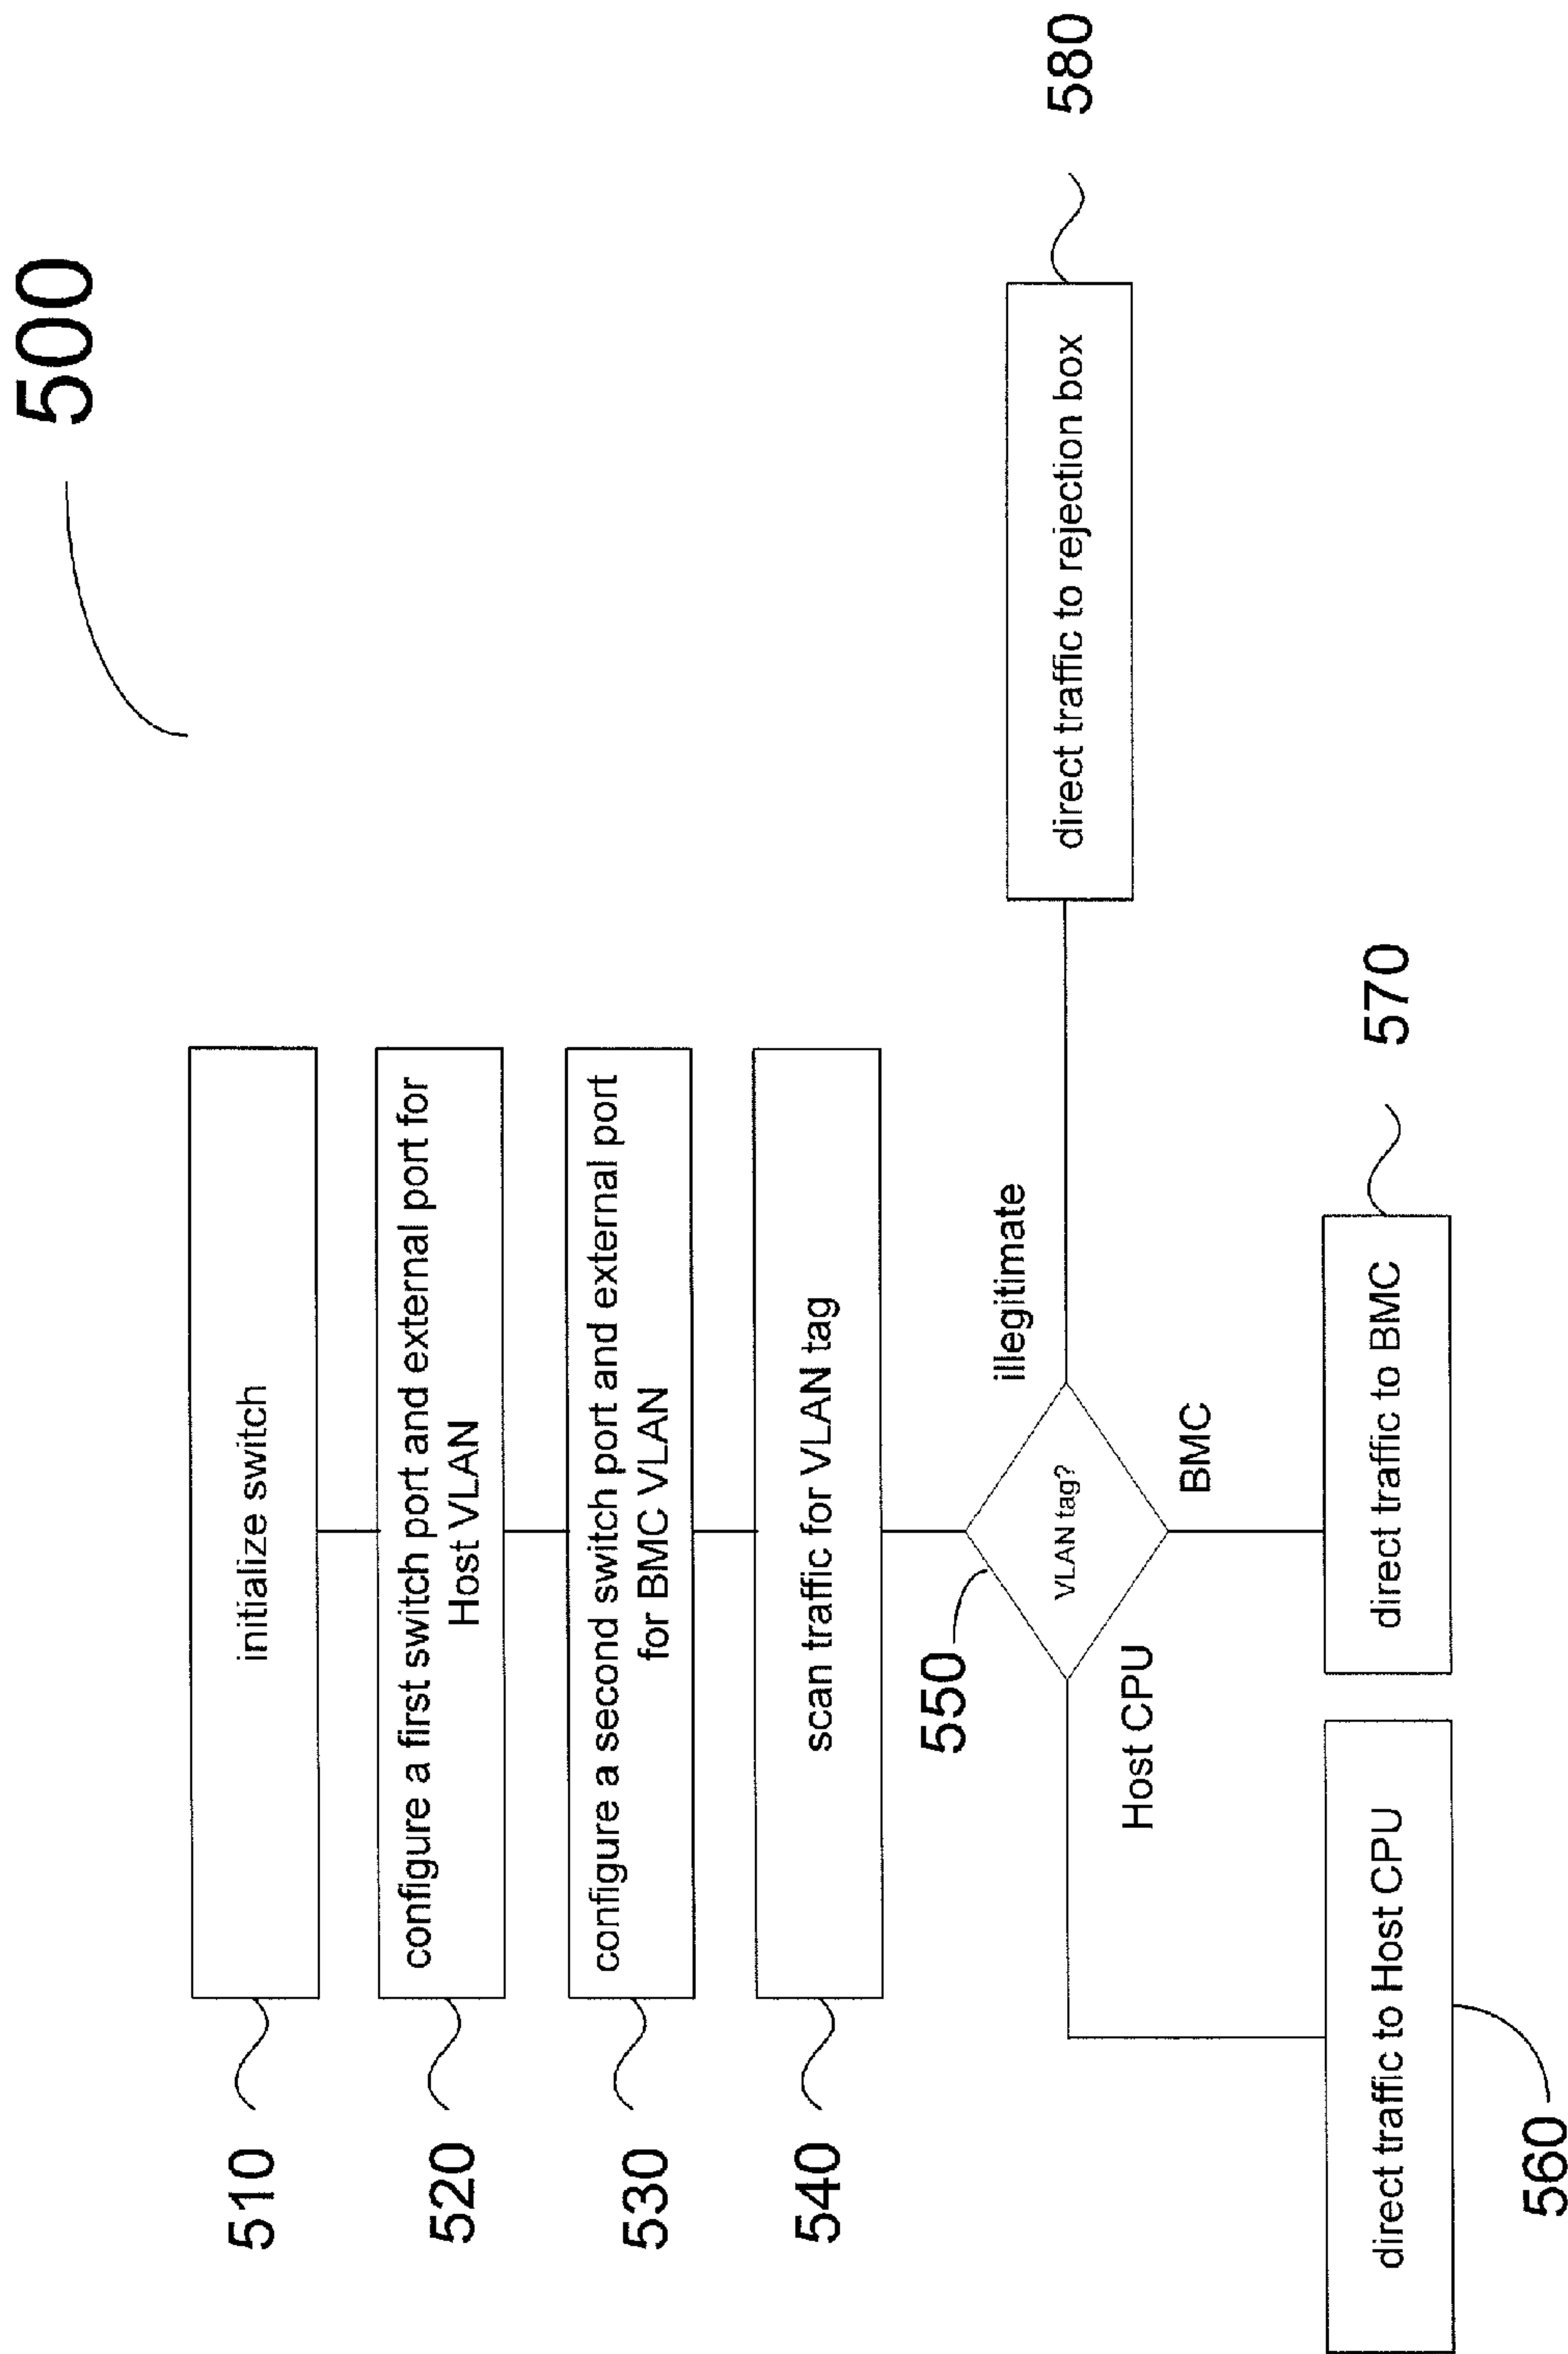 500
510
initialize switch
520
configure a first switch port and external port for
Host VLAN
530
configure a second switch port and external port
for BMC VLAN
540
scan traffic for VLAN tag
550
VLAN tag?
illegitimate
580
direct traffic to rejection box
Host CPU
BMC
560
direct traffic to Host CPU
570
direct traffic to BMC